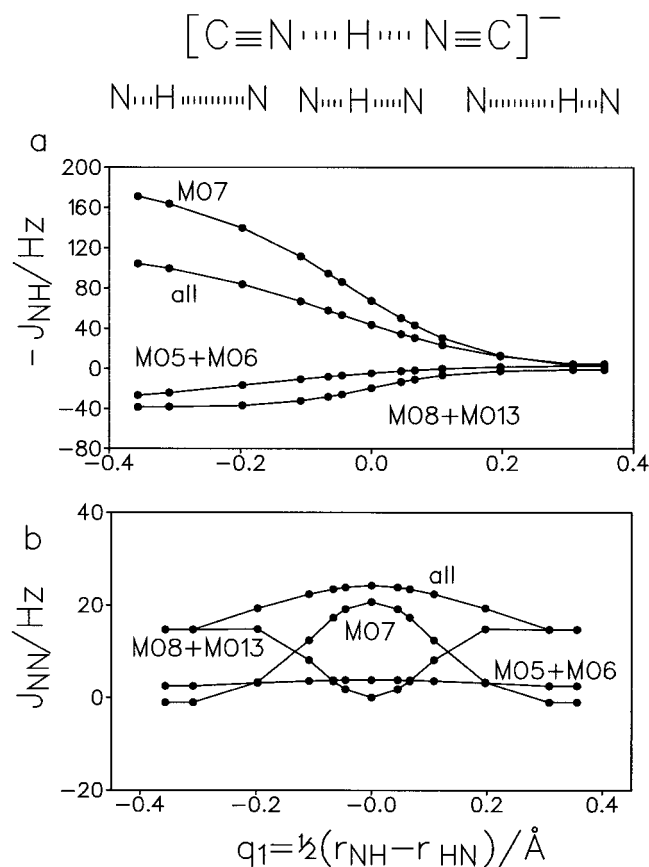 [C≡N···H···N≡C]⁻
N···H·········N N···H···N N·········H···N
a
200
160
120
80
40
0
−40
−80
− J_NH/Hz
MO7
all
MO5+MO6
MO8+MO13
−0.4 −0.2 0.0 0.2 0.4
b
40
20
0
−20
J_NN/Hz
all
MO8+MO13
MO7
MO5+MO6
−0.4 −0.2 −0.0 0.2 0.4
q₁=½(r_NH−r_HN)/Å